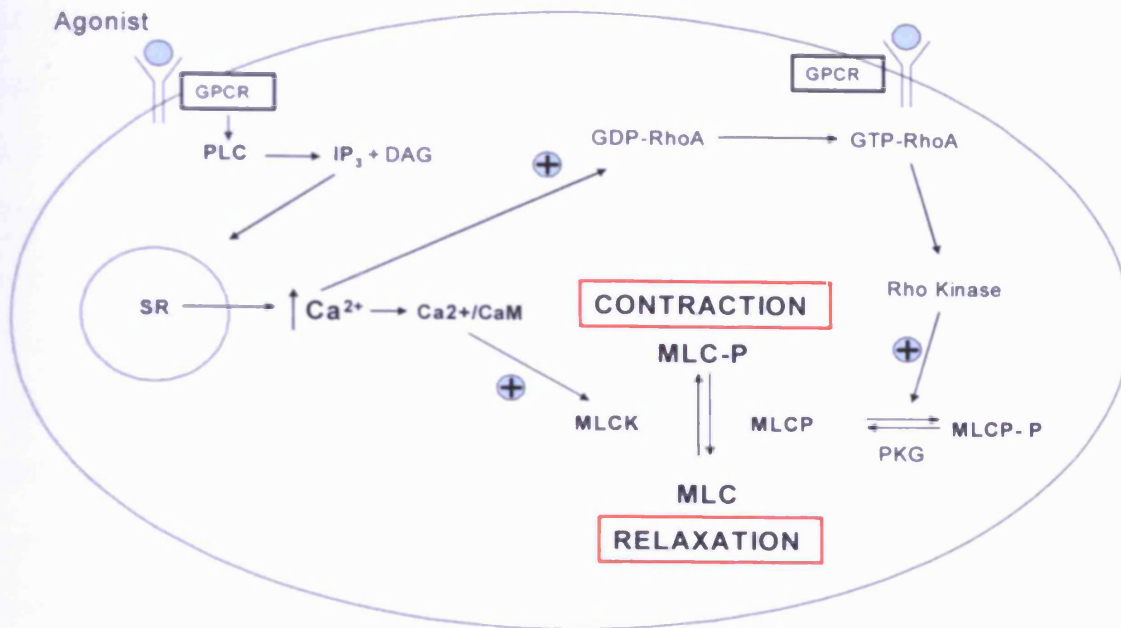 Agonist
GPCR
GPCR
PLC
IP₃ + DAG
GDP-RhoA
GTP-RhoA
SR
↑ Ca²⁺
Ca2+/CaM
CONTRACTION
Rho Kinase
MLC-P
MLCK
MLCP
MLCP- P
PKG
MLC
RELAXATION